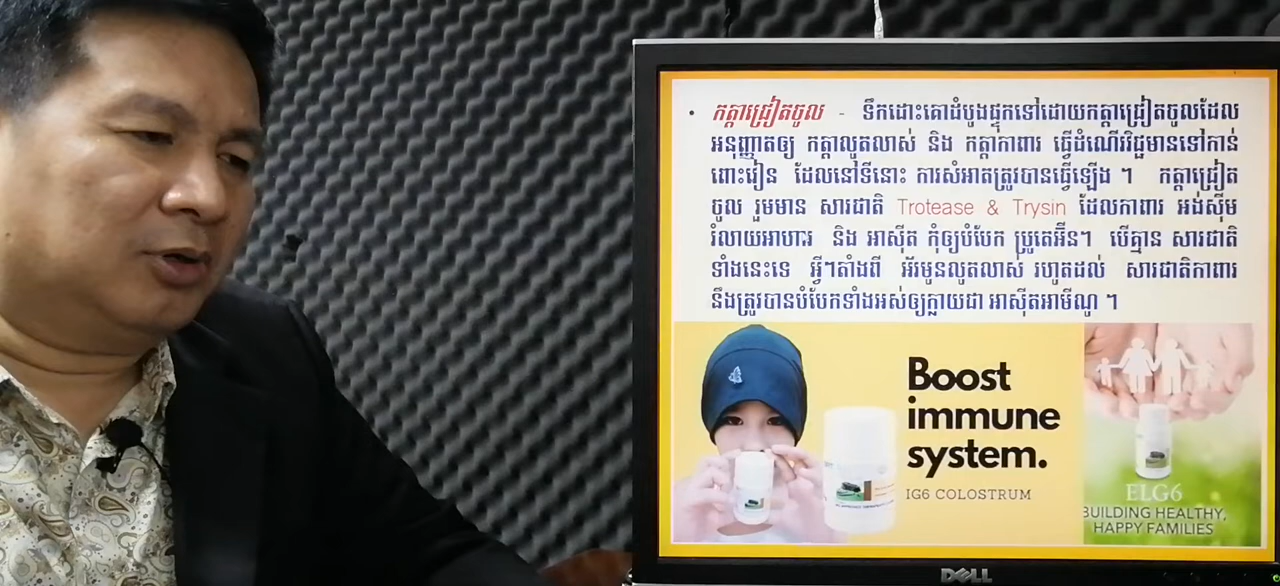 • កត្តាជ្រៀតចូល - ទឹកដោះគោដំបូងផ្ទុកទៅដោយកត្តាជ្រៀតចូលដែល
អនុញ្ញាតឲ្យ កត្តាលូតលាស់ និង កត្តាការពារ ធ្វើដំណើរវិជ្ជមានទៅកាន់
ពោះវៀន ដែលនៅទីនោះ ការសំអាតត្រូវបានធ្វើឡើង ។ កត្តាជ្រៀត
ចូល រួមមាន សារជាតិ Trotease & Trysin ដែលការពារ អង់ស៊ីម
រំលាយអាហារ និង អាស៊ីត កុំឲ្យបំបែក ប្រូតេអ៊ីន។ បើគ្មាន សារជាតិ
ទាំងនេះទេ អ្វីៗតាំងពី អ័រមូនលូតលាស់ រហូតដល់ សារជាតិការពារ
នឹងត្រូវបានបំបែកទាំងអស់ឲ្យក្លាយជា អាស៊ីតអាមីណូ ។
Boost
immune
system.
IG6 COLOSTRUM
ELG6
BUILDING HEALTHY,
HAPPY FAMILIES
DELL